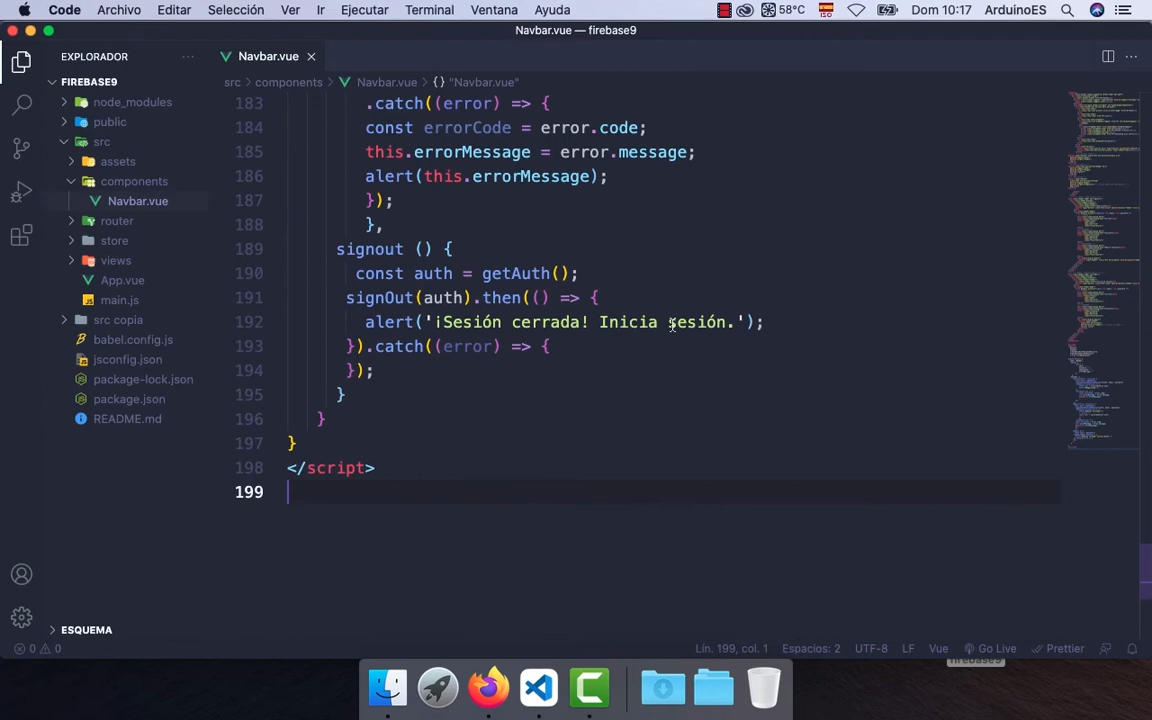 Code Archivo Editar Selección Ver Ir Ejecutar Terminal Ventana Ayuda 58°C ISO Dom 10:17 ArduinoES
Navbar.vue — firebase9
EXPLORADOR
Navbar.vue
FIREBASE9
src components Navbar.vue {} "Navbar.vue"
node_modules
public
src
assets
components
Navbar.vue
router
store
views
App.vue
JS main.js
src copia
babel.config.js
jsconfig.json
package-lock.json
package.json
README.md
183 .catch((error) => {
184 const errorCode = error.code;
185 this.errorMessage = error.message;
186 alert(this.errorMessage);
187 });
188 },
189 signout () {
190 const auth = getAuth();
191 signOut(auth).then(() => {
192 alert('¡Sesión cerrada! Inicia sesión.');
193 }).catch((error) => {
194 });
195 }
196 }
197 }
198 </script>
199
ESQUEMA
0 0 Lín. 199, col. 1 Espacios: 2 UTF-8 LF Vue Go Live Prettier
firebase9